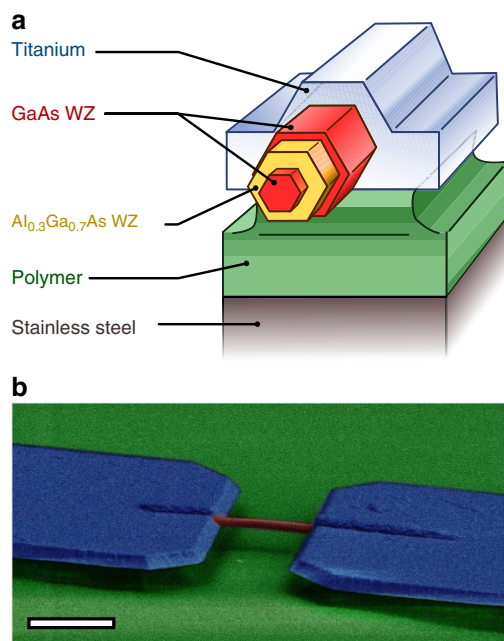 a
Titanium
GaAs WZ
Al0.3Ga0.7As WZ
Polymer
Stainless steel
b